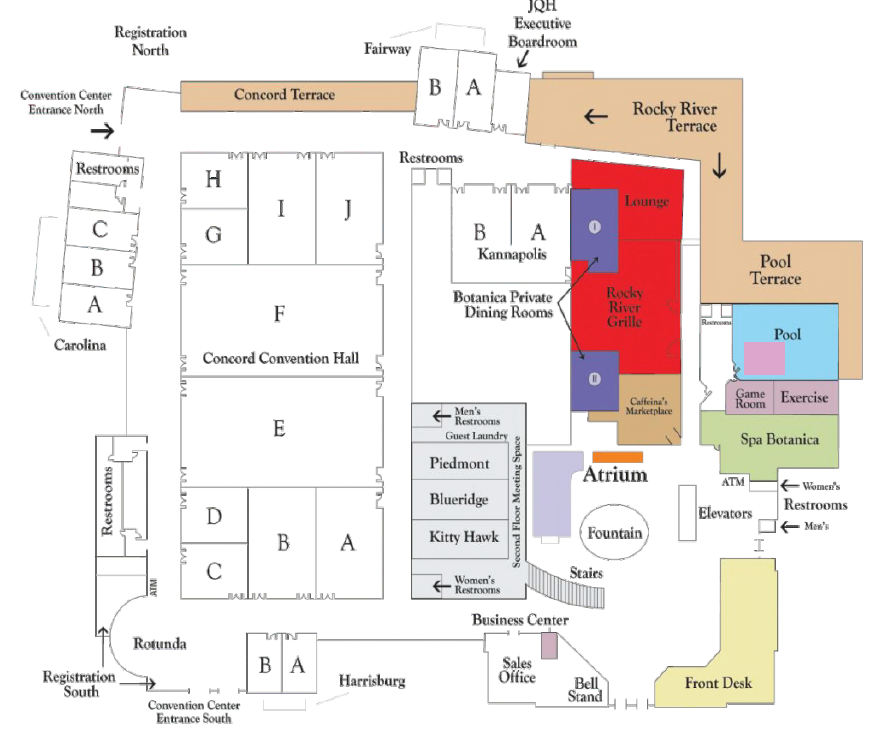 JQH
Executive
Boardroom
Registration
North
Fairway
B
A
Concord Terrace
Convention Center
Entrance North
Rocky River
Terrace
Restrooms
Restrooms
H
I
J
G
Lounge
I
C
B
A
Carolina
B
A
Kannapolis
F
Concord Convention Hall
Botanica Private
Dining Rooms
Rocky
River
Grille
Pool
Terrace
Restrooms
Pool
II
Caffeina's
Marketplace
Game
Room
Exercise
E
Men's
Restrooms
Guest Laundry
Piedmont
Blueridge
Kitty Hawk
Women's
Restrooms
Second Floor Meeting Space
Spa Botanica
Atrium
ATM
Women's
Restrooms
Men's
Elevators
Fountain
Stairs
Restrooms
D
B
A
C
ATM
Rotunda
Registration
South
Convention Center
Entrance South
B
A
Harrisburg
Business Center
Sales
Office
Bell
Stand
Front Desk